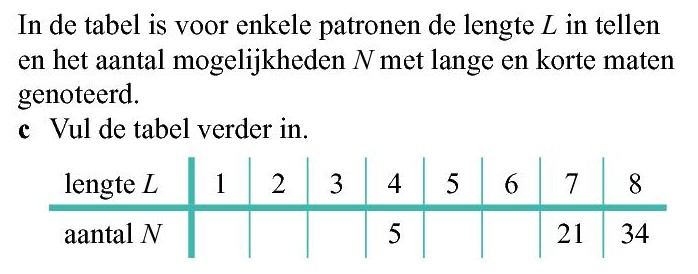 In de tabel is voor enkele patronen de lengte L in tellen
en het aantal mogelijkheden N met lange en korte maten
genoteerd.
c Vul de tabel verder in.
lengte L 1 2 3 4 5 6 7 8
aantal N 5 21 34